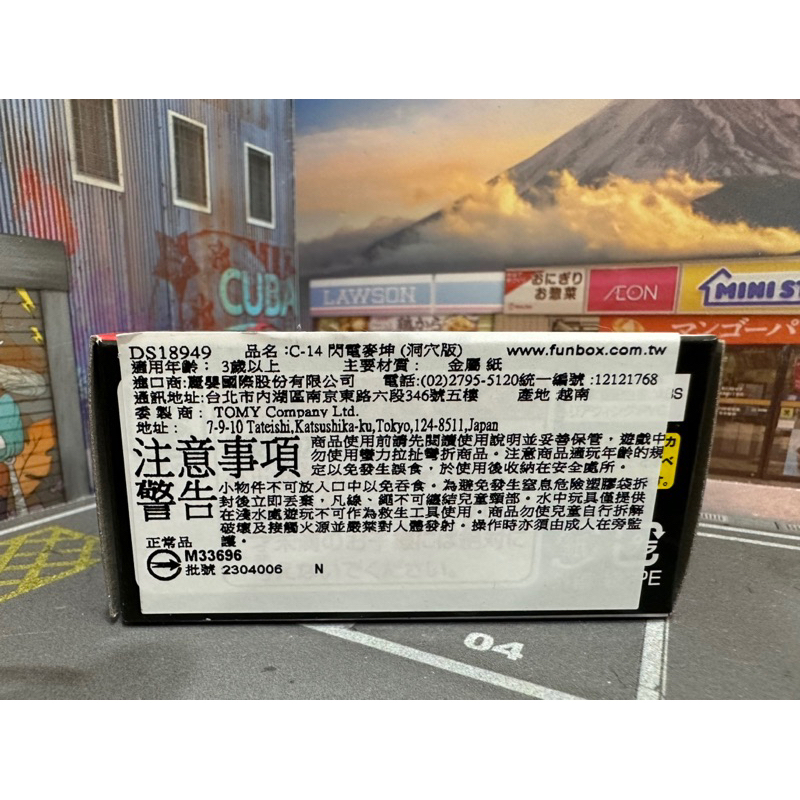 CUBA
LAWSON
おにぎり
お惣菜
ÆON
MINI ST
マンゴーパ
DS18949 品名:C-14 閃電麥坤(洞穴版) www.funbox.com.tw
適用年齡: 3歲以上 主要材質: 金屬 紙
進口商:麗嬰國際股份有限公司 電話:(02)2795-5120統一編號:12121768
通訊地址:台北市內湖區南京東路六段346號五樓 產地 越南
委製商: TOMY Company Ltd.
地址: 7-9-10 Tateishi,Katsushika-ku,Tokyo,124-8511,Japan
注意事項
商品使用前請先閱讀使用說明並妥善保管，遊戲中
勿使用蠻力拉扯彎折商品。注意商品適玩年齡的規
定以免發生誤食，於使用後收納在安全處所。
警告
小物件不可放入口中以免吞食。為避免發生窒息危險塑膠袋拆
封後立即丟棄，凡線、繩不可纏結兒童頸部。水中玩具僅提供
在淺水處遊玩不可作為救生工具使用。商品勿使兒童自行拆解
破壞及接觸火源並嚴禁對人體發射。操作時亦須由成人在旁監
護。
正常品
M33696
批號 2304006 N
カ
べ
PE
04